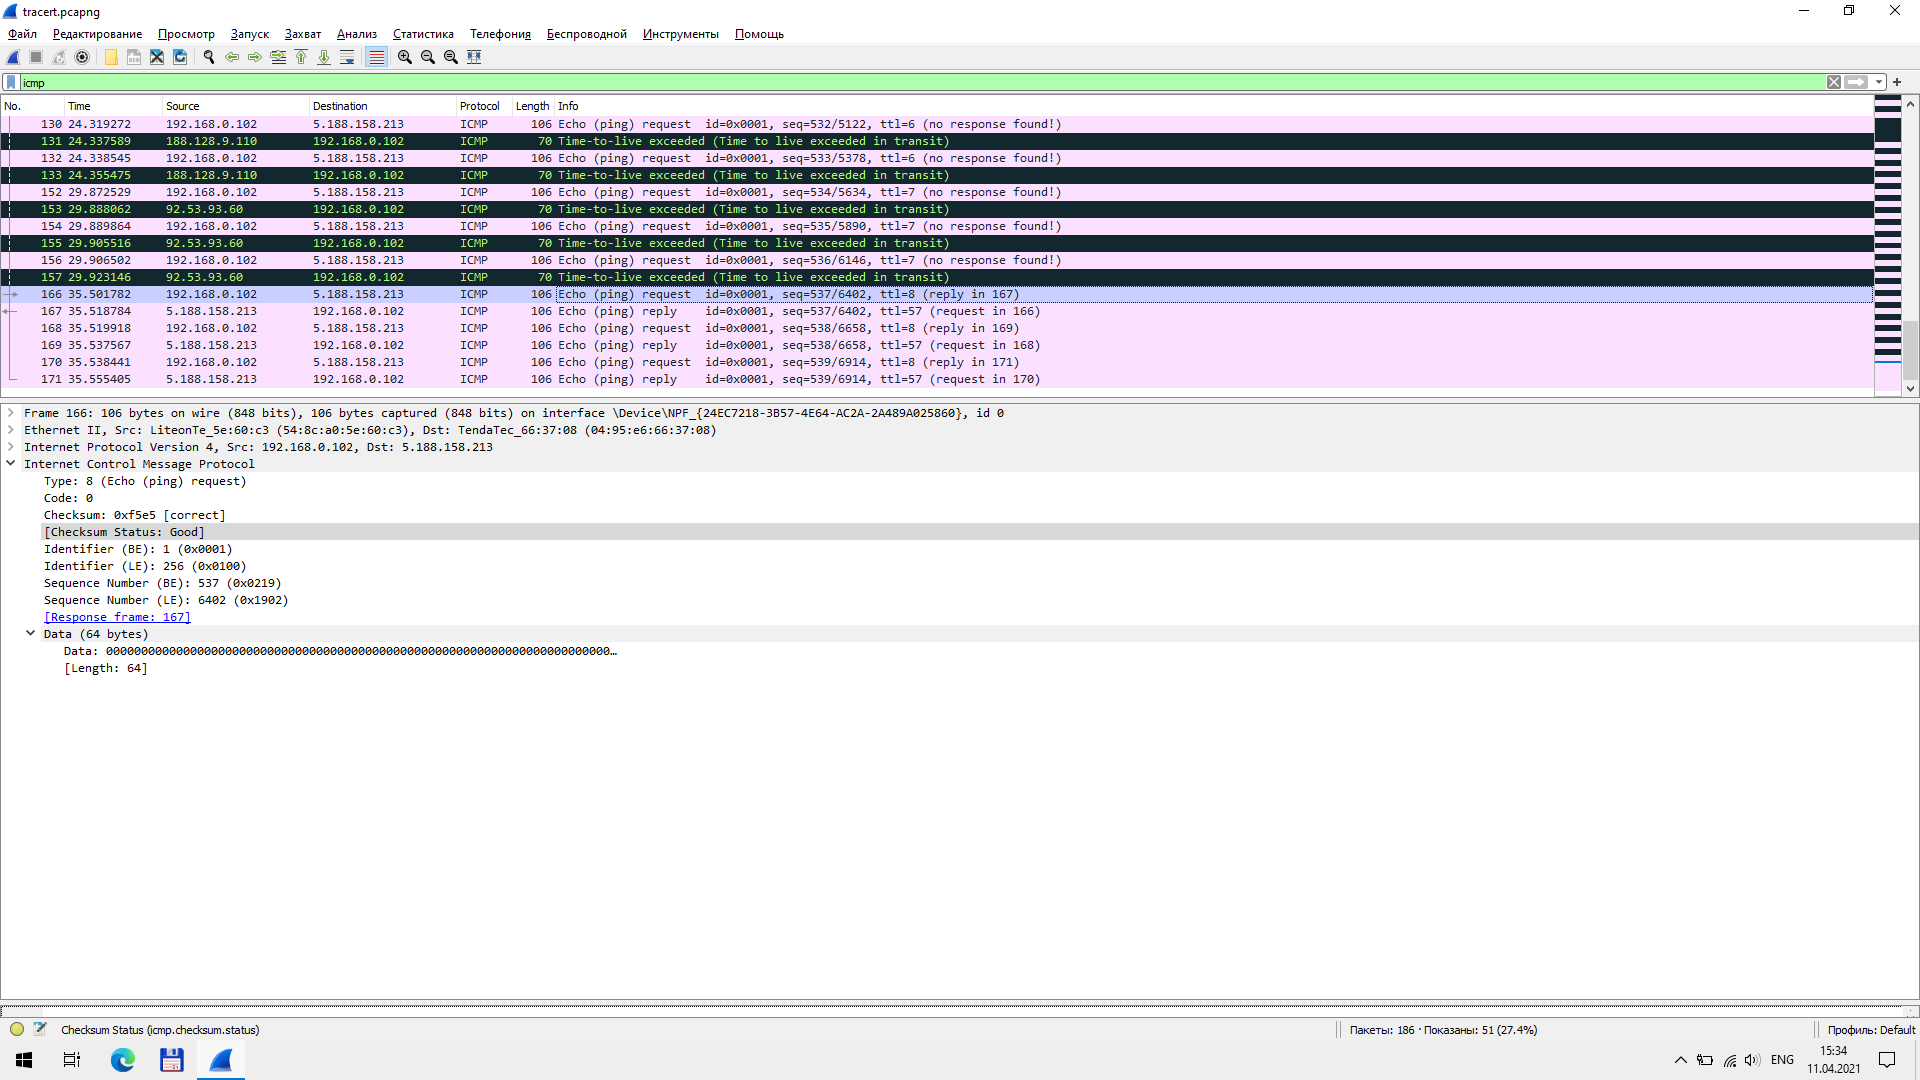 tracert.pcapng
Файл Редактирование Просмотр Запуск Захват Анализ Статистика Телефония Беспроводной Инструменты Помощь
icmp
No. Time Source Destination Protocol Length Info
130 24.319272 192.168.0.102 5.188.158.213 ICMP 106 Echo (ping) request id=0x0001, seq=532/5122, ttl=6 (no response found!)
131 24.337589 188.128.9.110 192.168.0.102 ICMP 70 Time-to-live exceeded (Time to live exceeded in transit)
132 24.338545 192.168.0.102 5.188.158.213 ICMP 106 Echo (ping) request id=0x0001, seq=533/5378, ttl=6 (no response found!)
133 24.355475 188.128.9.110 192.168.0.102 ICMP 70 Time-to-live exceeded (Time to live exceeded in transit)
152 29.872529 192.168.0.102 5.188.158.213 ICMP 106 Echo (ping) request id=0x0001, seq=534/5634, ttl=7 (no response found!)
153 29.888062 92.53.93.60 192.168.0.102 ICMP 70 Time-to-live exceeded (Time to live exceeded in transit)
154 29.889864 192.168.0.102 5.188.158.213 ICMP 106 Echo (ping) request id=0x0001, seq=535/5890, ttl=7 (no response found!)
155 29.905516 92.53.93.60 192.168.0.102 ICMP 70 Time-to-live exceeded (Time to live exceeded in transit)
156 29.906502 192.168.0.102 5.188.158.213 ICMP 106 Echo (ping) request id=0x0001, seq=536/6146, ttl=7 (no response found!)
157 29.923146 92.53.93.60 192.168.0.102 ICMP 70 Time-to-live exceeded (Time to live exceeded in transit)
166 35.501782 192.168.0.102 5.188.158.213 ICMP 106 Echo (ping) request id=0x0001, seq=537/6402, ttl=8 (reply in 167)
167 35.518784 5.188.158.213 192.168.0.102 ICMP 106 Echo (ping) reply id=0x0001, seq=537/6402, ttl=57 (request in 166)
168 35.519918 192.168.0.102 5.188.158.213 ICMP 106 Echo (ping) request id=0x0001, seq=538/6658, ttl=8 (reply in 169)
169 35.537567 5.188.158.213 192.168.0.102 ICMP 106 Echo (ping) reply id=0x0001, seq=538/6658, ttl=57 (request in 168)
170 35.538441 192.168.0.102 5.188.158.213 ICMP 106 Echo (ping) request id=0x0001, seq=539/6914, ttl=8 (reply in 171)
171 35.555405 5.188.158.213 192.168.0.102 ICMP 106 Echo (ping) reply id=0x0001, seq=539/6914, ttl=57 (request in 170)
Frame 166: 106 bytes on wire (848 bits), 106 bytes captured (848 bits) on interface \Device\NPF_{24EC7218-3B57-4E64-AC2A-2A489A025860}, id 0
Ethernet II, Src: LiteonTe_5e:60:c3 (54:8c:a0:5e:60:c3), Dst: TendaTec_66:37:08 (04:95:e6:66:37:08)
Internet Protocol Version 4, Src: 192.168.0.102, Dst: 5.188.158.213
Internet Control Message Protocol
Type: 8 (Echo (ping) request)
Code: 0
Checksum: 0xf5e5 [correct]
[Checksum Status: Good]
Identifier (BE): 1 (0x0001)
Identifier (LE): 256 (0x0100)
Sequence Number (BE): 537 (0x0219)
Sequence Number (LE): 6402 (0x1902)
[Response frame: 167]
Data (64 bytes)
Data: 000000000000000000000000000000000000000000000000000000000000000000000000…
[Length: 64]
Checksum Status (icmp.checksum.status)
Пакеты: 186 · Показаны: 51 (27.4%)
Профиль: Default
ENG
15:34
11.04.2021